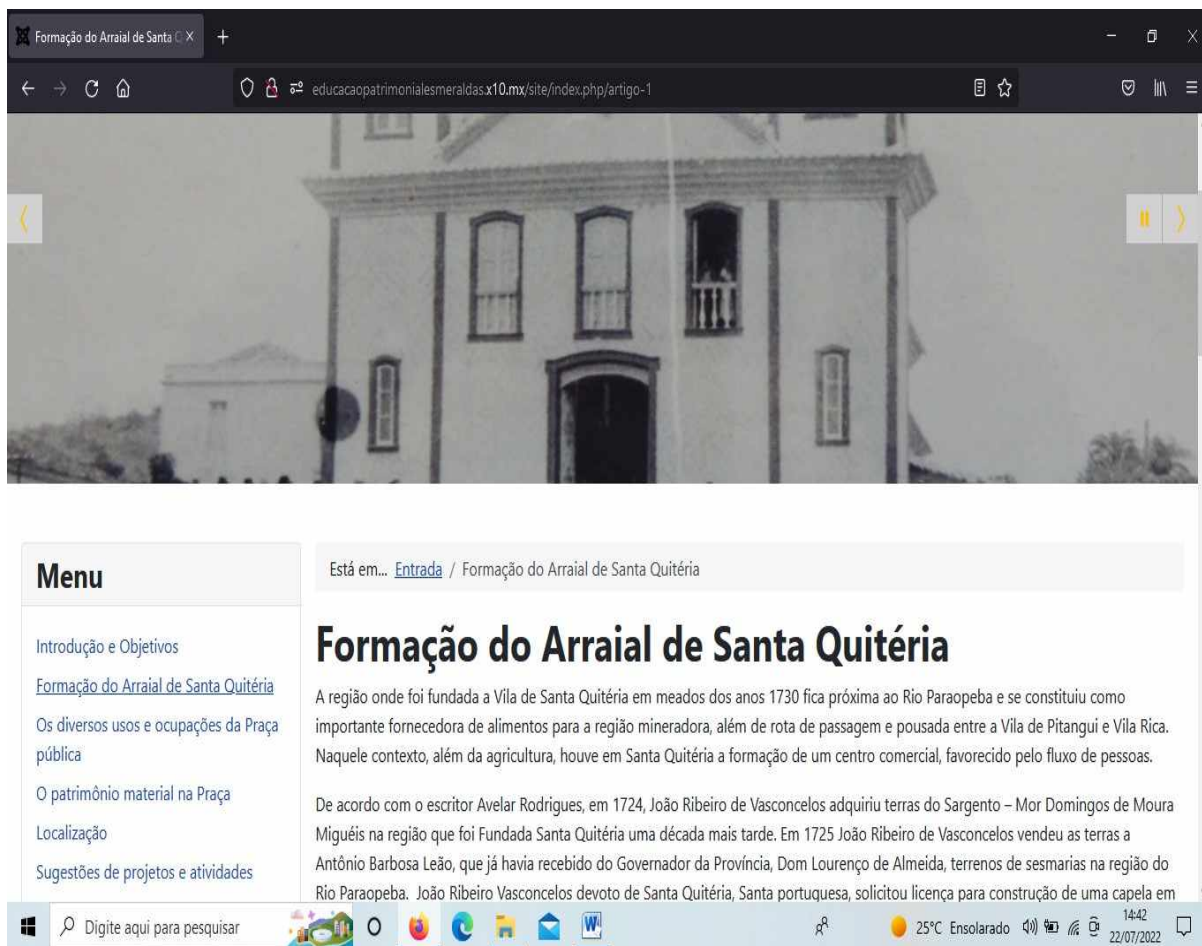 Formação do Arraial de Santa
educacaopatrimonialesmeraldas.x10.mx/site/index.php/artigo-1
Menu
Introdução e Objetivos
Formação do Arraial de Santa Quitéria
Os diversos usos e ocupações da Praça
pública
O patrimônio material na Praça
Localização
Sugestões de projetos e atividades
Está em... Entrada / Formação do Arraial de Santa Quitéria
Formação do Arraial de Santa Quitéria
A região onde foi fundada a Vila de Santa Quitéria em meados dos anos 1730 fica próxima ao Rio Paraopeba e se constituiu como
importante fornecedora de alimentos para a região mineradora, além de rota de passagem e pousada entre a Vila de Pitangui e Vila Rica.
Naquele contexto, além da agricultura, houve em Santa Quitéria a formação de um centro comercial, favorecido pelo fluxo de pessoas.
De acordo com o escritor Avelar Rodrigues, em 1724, João Ribeiro de Vasconcelos adquiriu terras do Sargento – Mor Domingos de Moura
Miguéis na região que foi Fundada Santa Quitéria uma década mais tarde. Em 1725 João Ribeiro de Vasconcelos vendeu as terras a
Antônio Barbosa Leão, que já havia recebido do Governador da Província, Dom Lourenço de Almeida, terrenos de sesmarias na região do
Rio Paraopeba. João Ribeiro Vasconcelos devoto de Santa Quitéria, Santa portuguesa, solicitou licença para construção de uma capela em
Digite aqui para pesquisar
W
25°C Ensolarado
14:42
22/07/2022